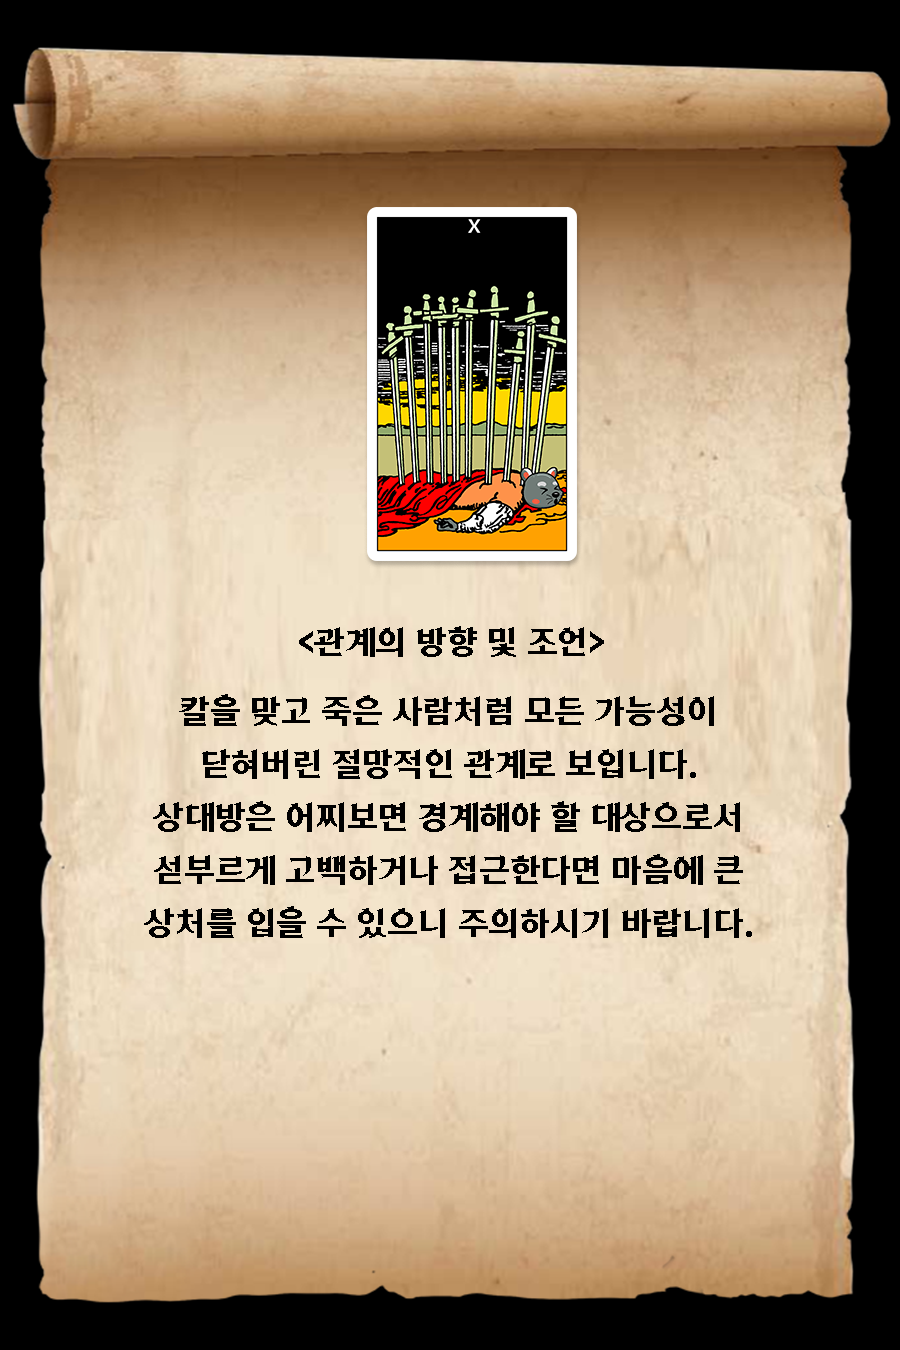 X
<관계의 방향 및 조언>
칼을 맞고 죽은 사람처럼 모든 가능성이
닫혀버린 절망적인 관계로 보입니다.
상대방은 어찌보면 경계해야 할 대상으로서
섣부르게 고백하거나 접근한다면 마음에 큰
상처를 입을 수 있으니 주의하시기 바랍니다.